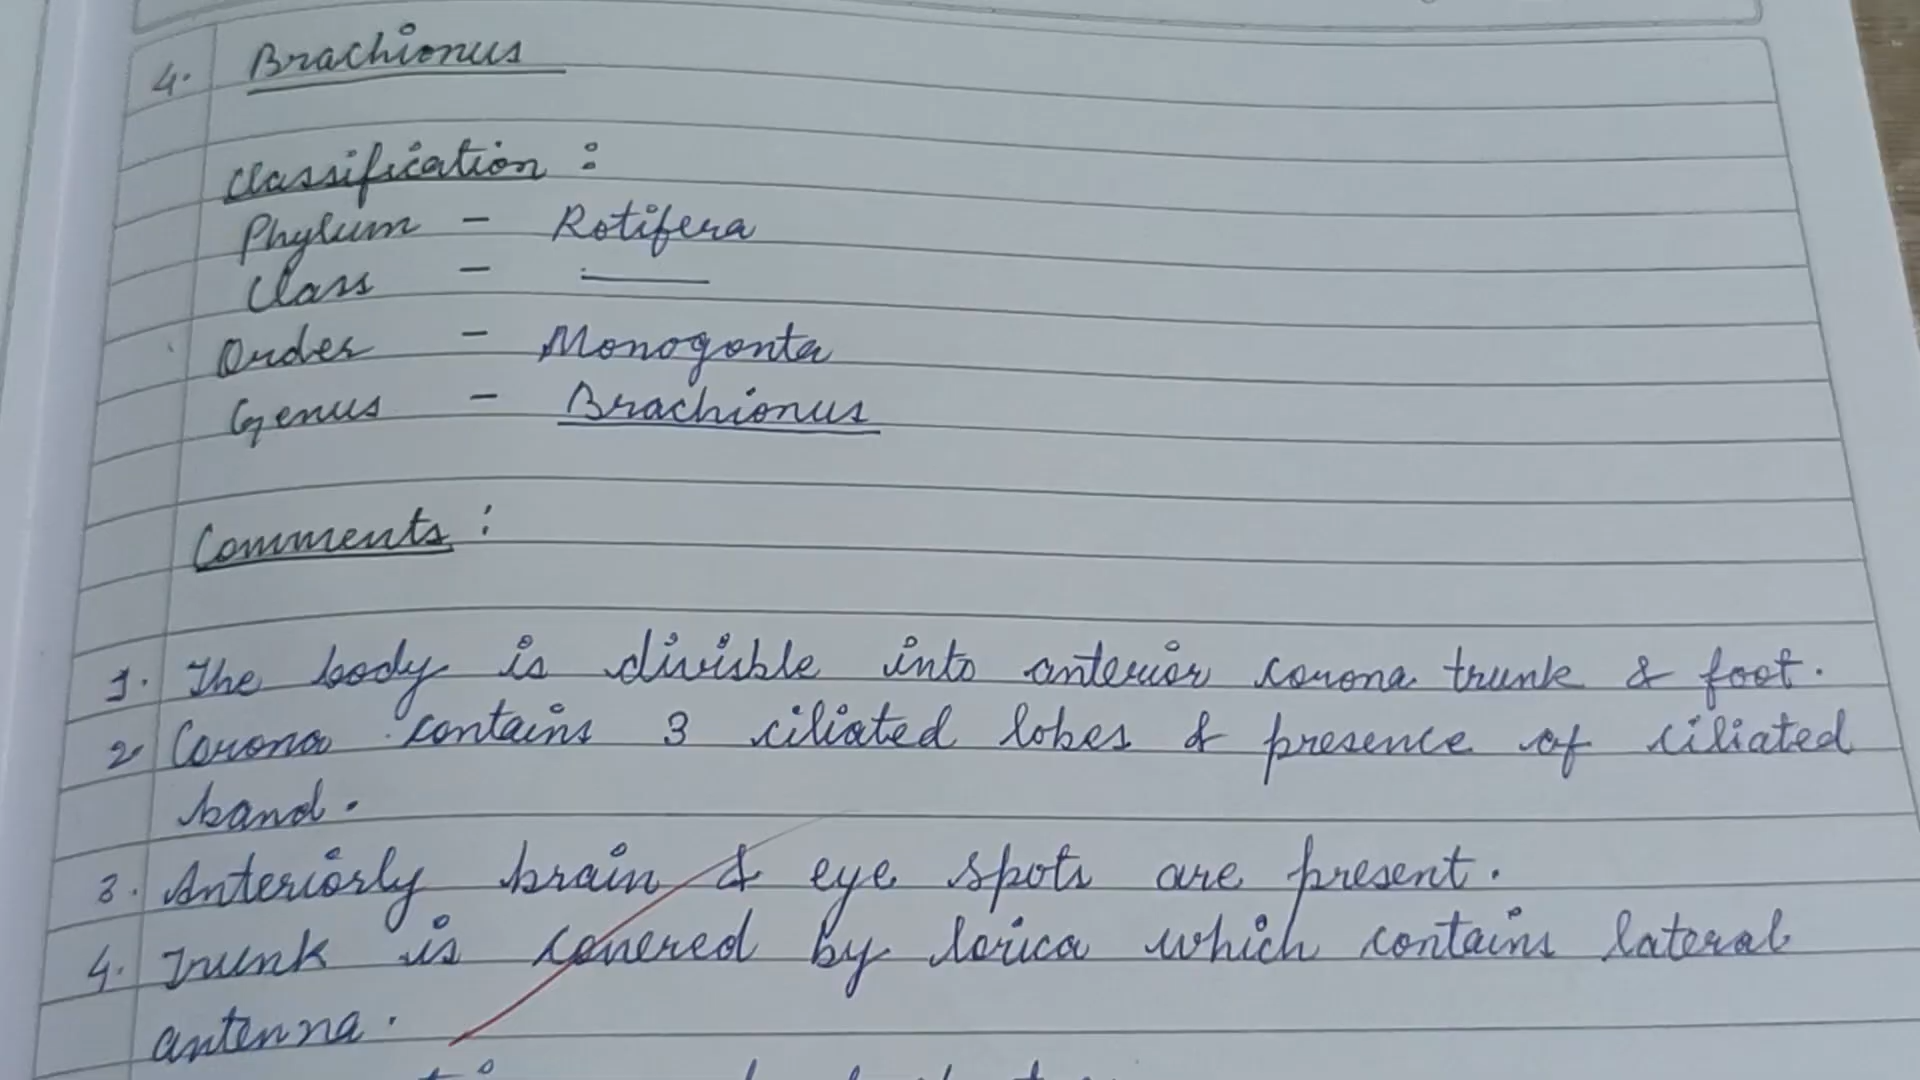 4. Brachionus
Classification :
Phylum - Rotifera
Class - —
Order - Monogonta
Genus - Brachionus
Comments :
1. The body is divisble into anterior corona trunk & foot.
2 Corona contains 3 ciliated lobes & presence of ciliated
band.
3. Anteriorly brain & eye spots are present.
4. Trunk is covered by lorica which contains lateral
antenna.